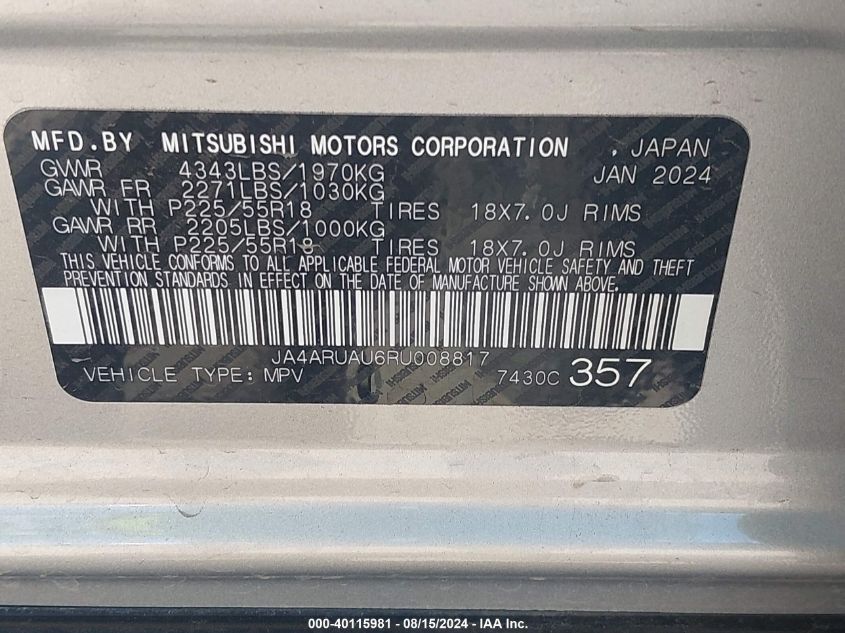 MFD.BY MITSUBISHI MOTORS CORPORATION , JAPAN
GVWR 4343LBS/1970KG JAN 2024
GAWR FR 2271LBS/1030KG
WITH P225/55R18 TIRES 18X7.0J RIMS
GAWR RR 2205LBS/1000KG
WITH P225/55R18 TIRES 18X7.0J RIMS
THIS VEHICLE CONFORMS TO ALL APPLICABLE FEDERAL MOTOR VEHICLE SAFETY AND THEFT
PREVENTION STANDARDS IN EFFECT ON THE DATE OF MANUFACTURE SHOWN ABOVE.
JA4ARUAU6RU008817
VEHICLE TYPE: MPV 7430C 357
000-40115981 - 08/15/2024 - IAA Inc.